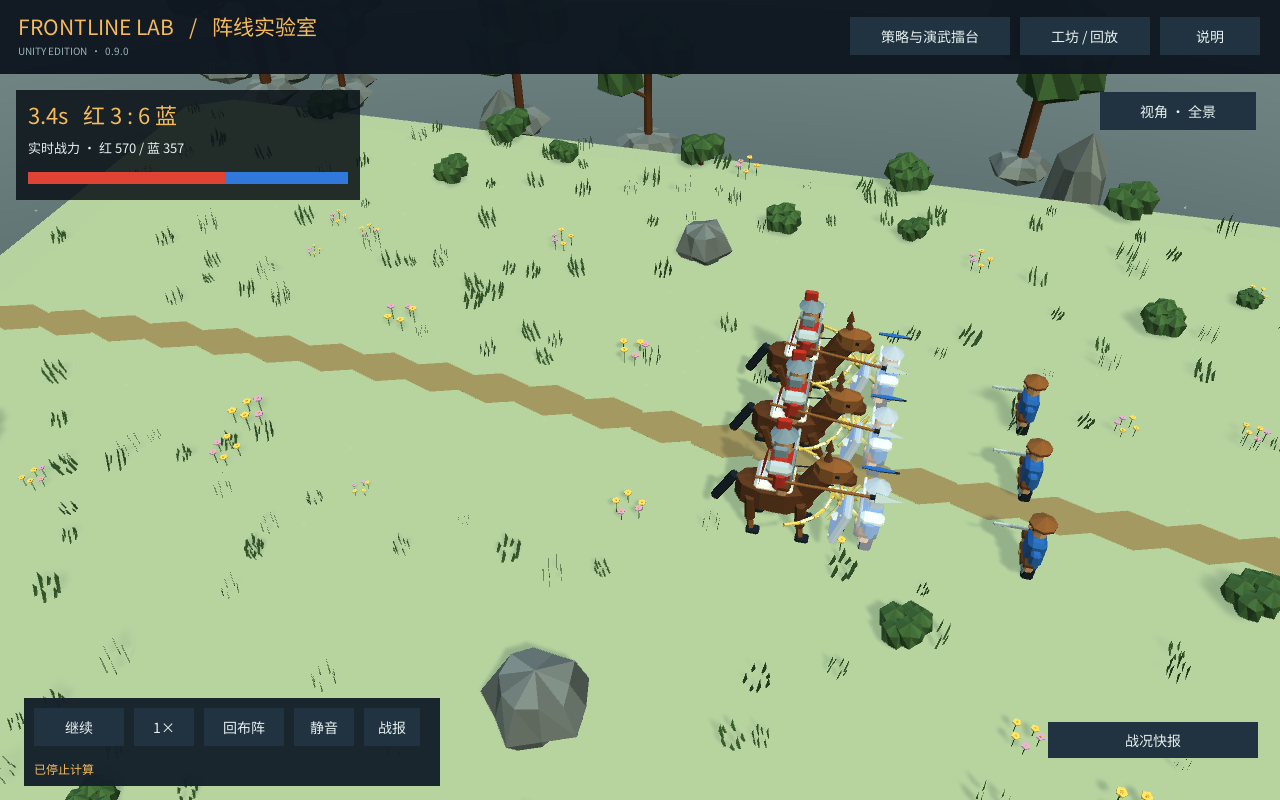 FRONTLINE LAB / 阵线实验室
UNITY EDITION · 0.9.0
策略与演武擂台
工坊 / 回放
说明
3.4s 红 3 : 6 蓝
实时战力 · 红 570 / 蓝 357
视角 · 全景
继续
1×
回布阵
静音
战报
已停止计算
战况快报